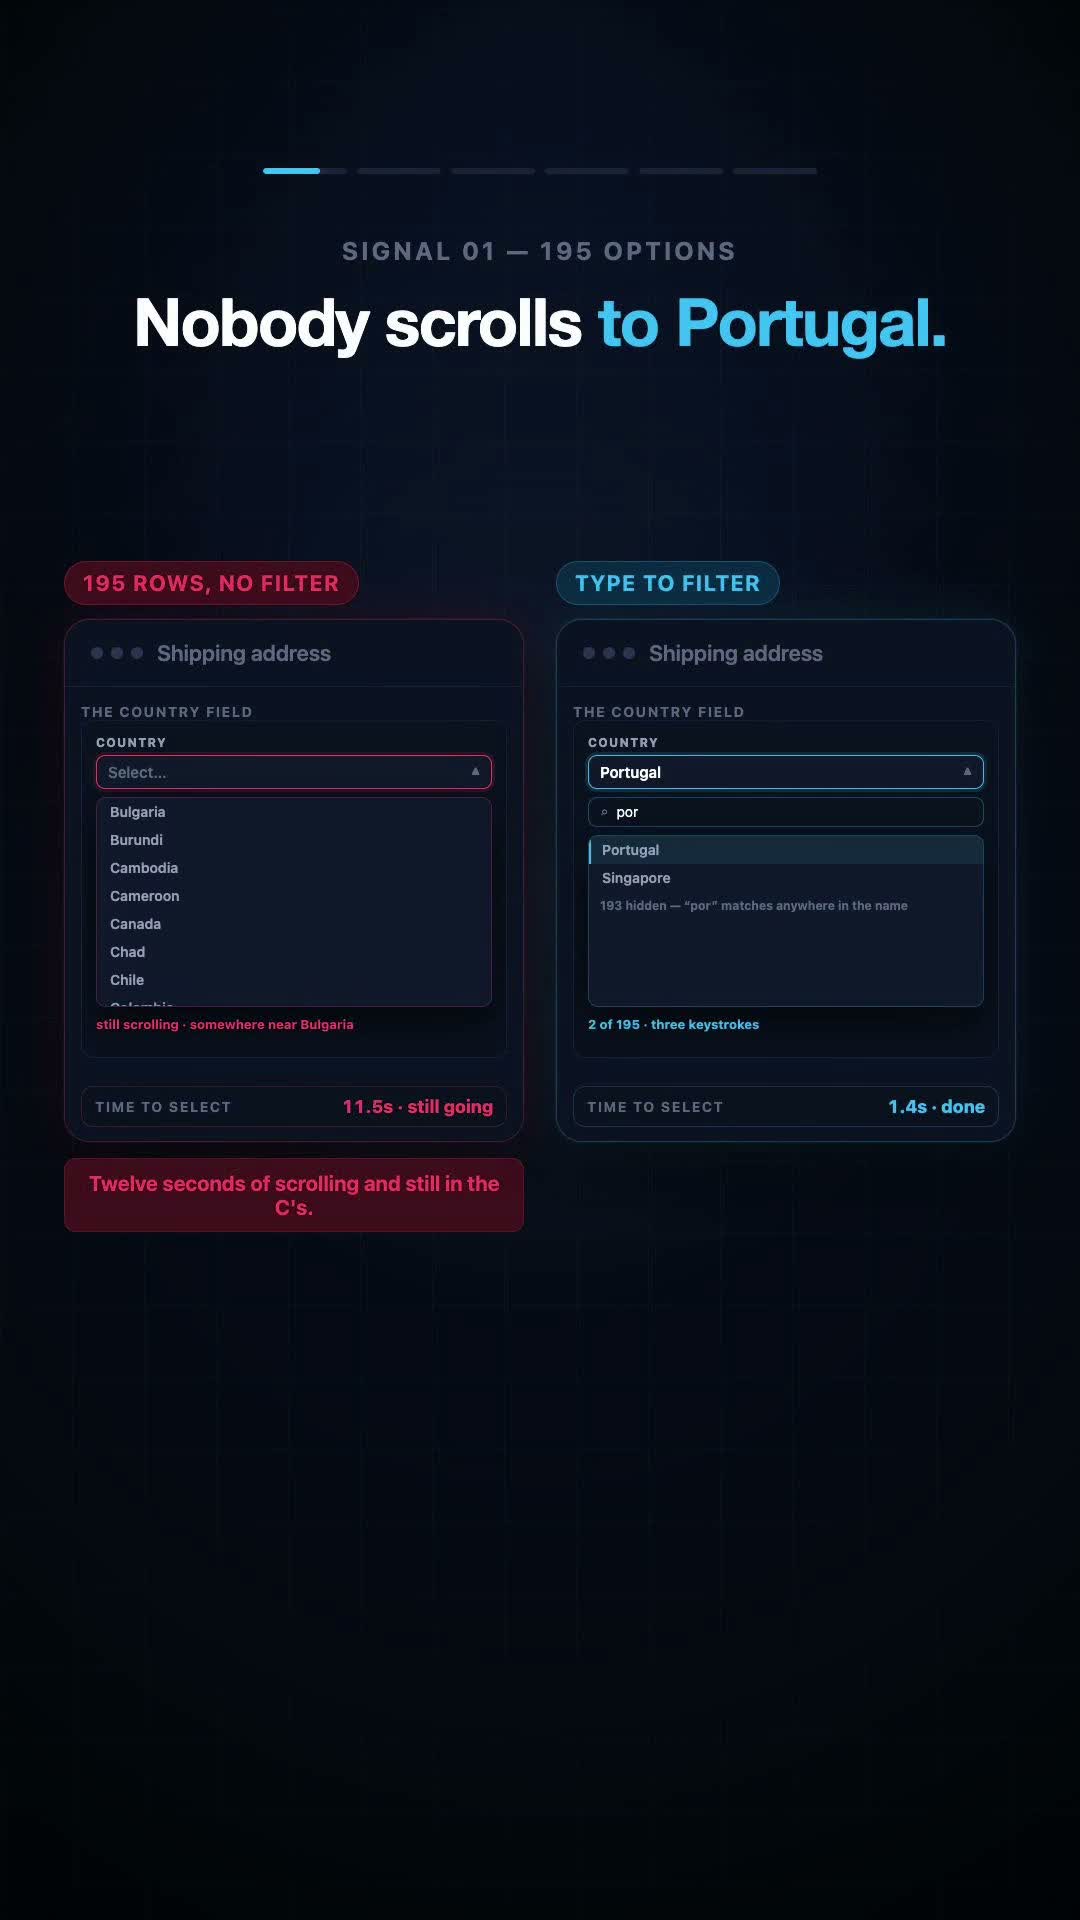 SIGNAL 01 — 195 OPTIONS
Nobody scrolls to Portugal.
195 ROWS, NO FILTER
Shipping address
THE COUNTRY FIELD
COUNTRY
Select...
Bulgaria
Burundi
Cambodia
Cameroon
Canada
Chad
Chile
still scrolling · somewhere near Bulgaria
TIME TO SELECT
11.5s · still going
Twelve seconds of scrolling and still in the
C's.
TYPE TO FILTER
Shipping address
THE COUNTRY FIELD
COUNTRY
Portugal
por
Portugal
Singapore
193 hidden — “por” matches anywhere in the name
2 of 195 · three keystrokes
TIME TO SELECT
1.4s · done